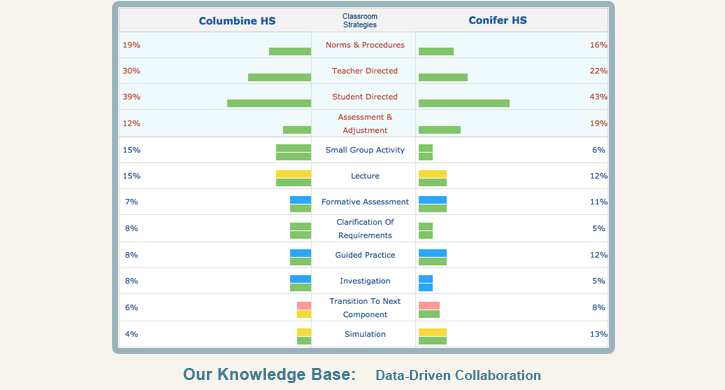 Columbine HS Classroom Strategies Conifer HS
19% Norms & Procedures 16%
30% Teacher Directed 22%
39% Student Directed 43%
12% Assessment & Adjustment 19%
15% Small Group Activity 6%
15% Lecture 12%
7% Formative Assessment 11%
8% Clarification Of Requirements 5%
8% Guided Practice 12%
8% Investigation 5%
6% Transition To Next Component 8%
4% Simulation 13%
Our Knowledge Base: Data-Driven Collaboration